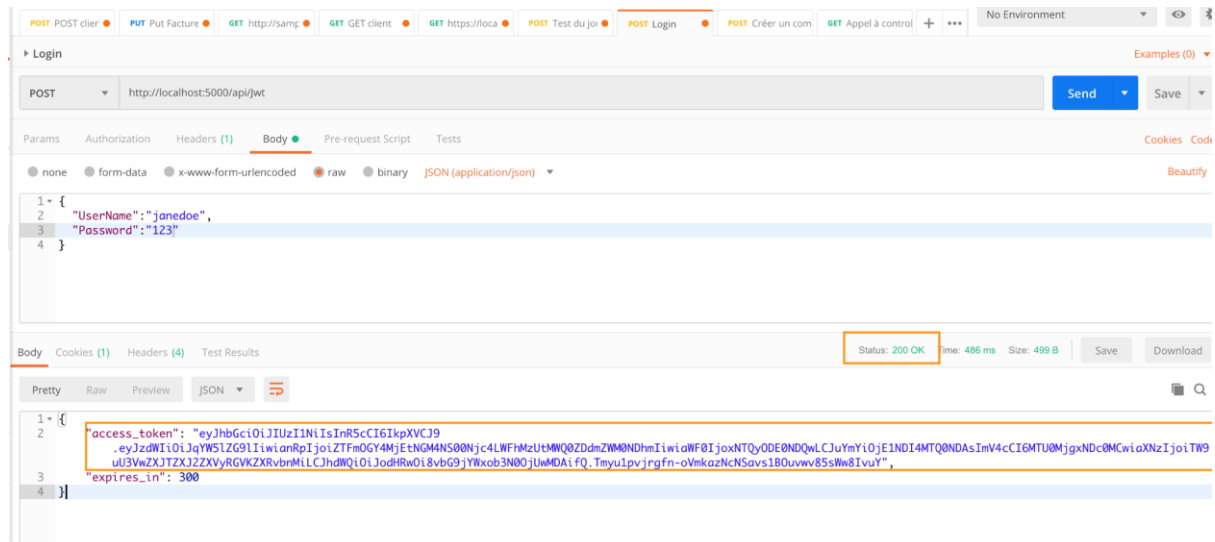 POST POST clier PUT Put Facture GET http://samp GET GET client GET https://loca POST Test du joi POST Login POST Créer un com GET Appel à control + ••• No Environment
Login Examples (0)
POST http://localhost:5000/api/Jwt Send Save
Params Authorization Headers (1) Body Pre-request Script Tests Cookies Code
none form-data x-www-form-urlencoded raw binary JSON (application/json) Beautify
1 {
2 "UserName":"janedoe",
3 "Password":"123"
4 }
Body Cookies (1) Headers (4) Test Results Status: 200 OK Time: 486 ms Size: 499 B Save Download
Pretty Raw Preview JSON
1 {
2 "access_token": "eyJhbGciOiJIUzI1NiIsInR5cCI6IkpXVCJ9
3 "expires_in": 300
4 }